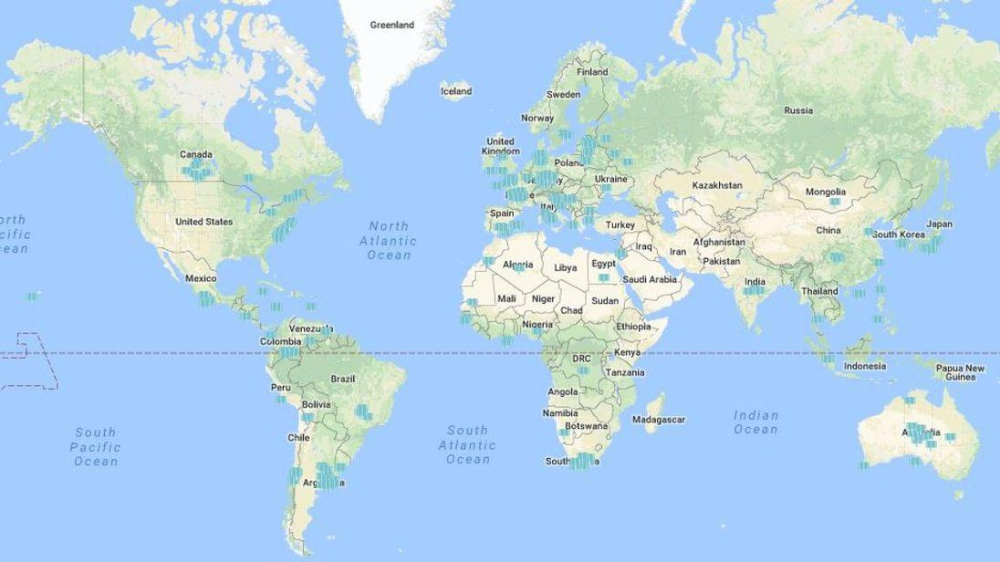 Greenland
Iceland
Finland
Sweden
Norway
Russia
United
Kingdom
Canada
Ukraine
Kazakhstan
Mongolia
United States
Spain
Turkey
China
Japan
South Korea
North
Atlantic
Ocean
Iraq
Iran
Afghanistan
Pakistan
Algeria
Libya
Egypt
Saudi Arabia
Mexico
India
Thailand
Mali
Niger
Chad
Sudan
Nigeria
Ethiopia
Venezuela
Colombia
DRC
Kenya
Tanzania
Indonesia
Papua New
Guinea
Peru
Brazil
Bolivia
Angola
Namibia
Botswana
Madagascar
Indian
Ocean
South
Pacific
Ocean
South
Atlantic
Ocean
Chile